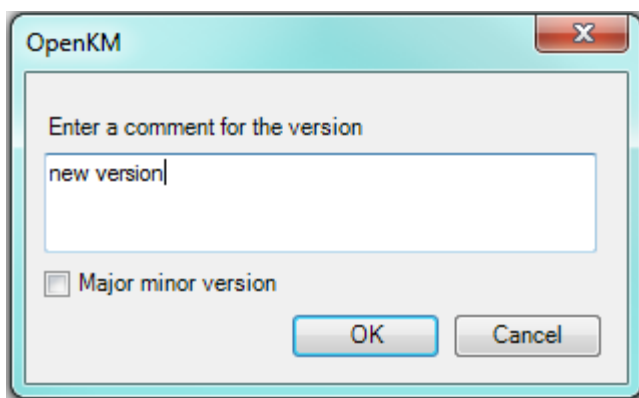 OpenKM
Enter a comment for the version
new version
Major minor version
OK
Cancel